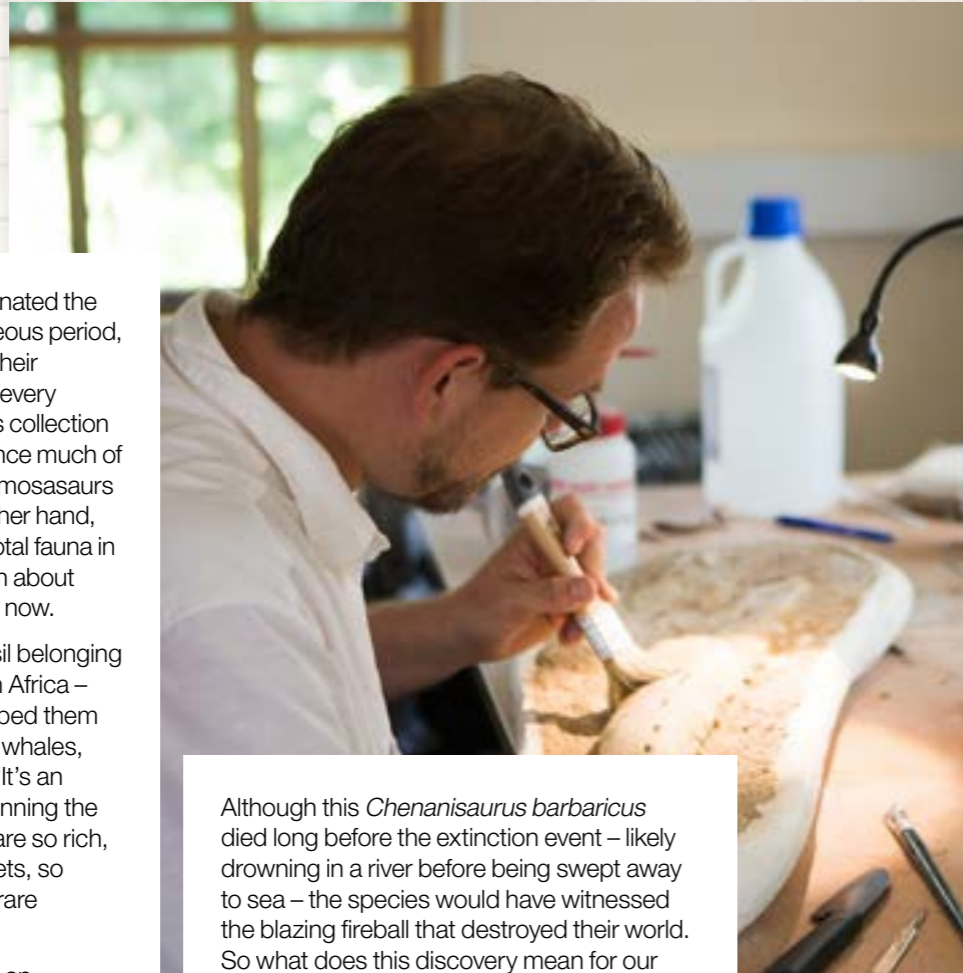 nated the
eous period,
heir
every
s collection
nce much of
mosasaurs
her hand,
otal fauna in
n about
now.
sil belonging
n Africa –
ped them
whales,
It’s an
nning the
are so rich,
ets, so
rare
Although this Chenanisaurus barbaricus
died long before the extinction event – likely
drowning in a river before being swept away
to sea – the species would have witnessed
the blazing fireball that destroyed their world.
So what does this discovery mean for our